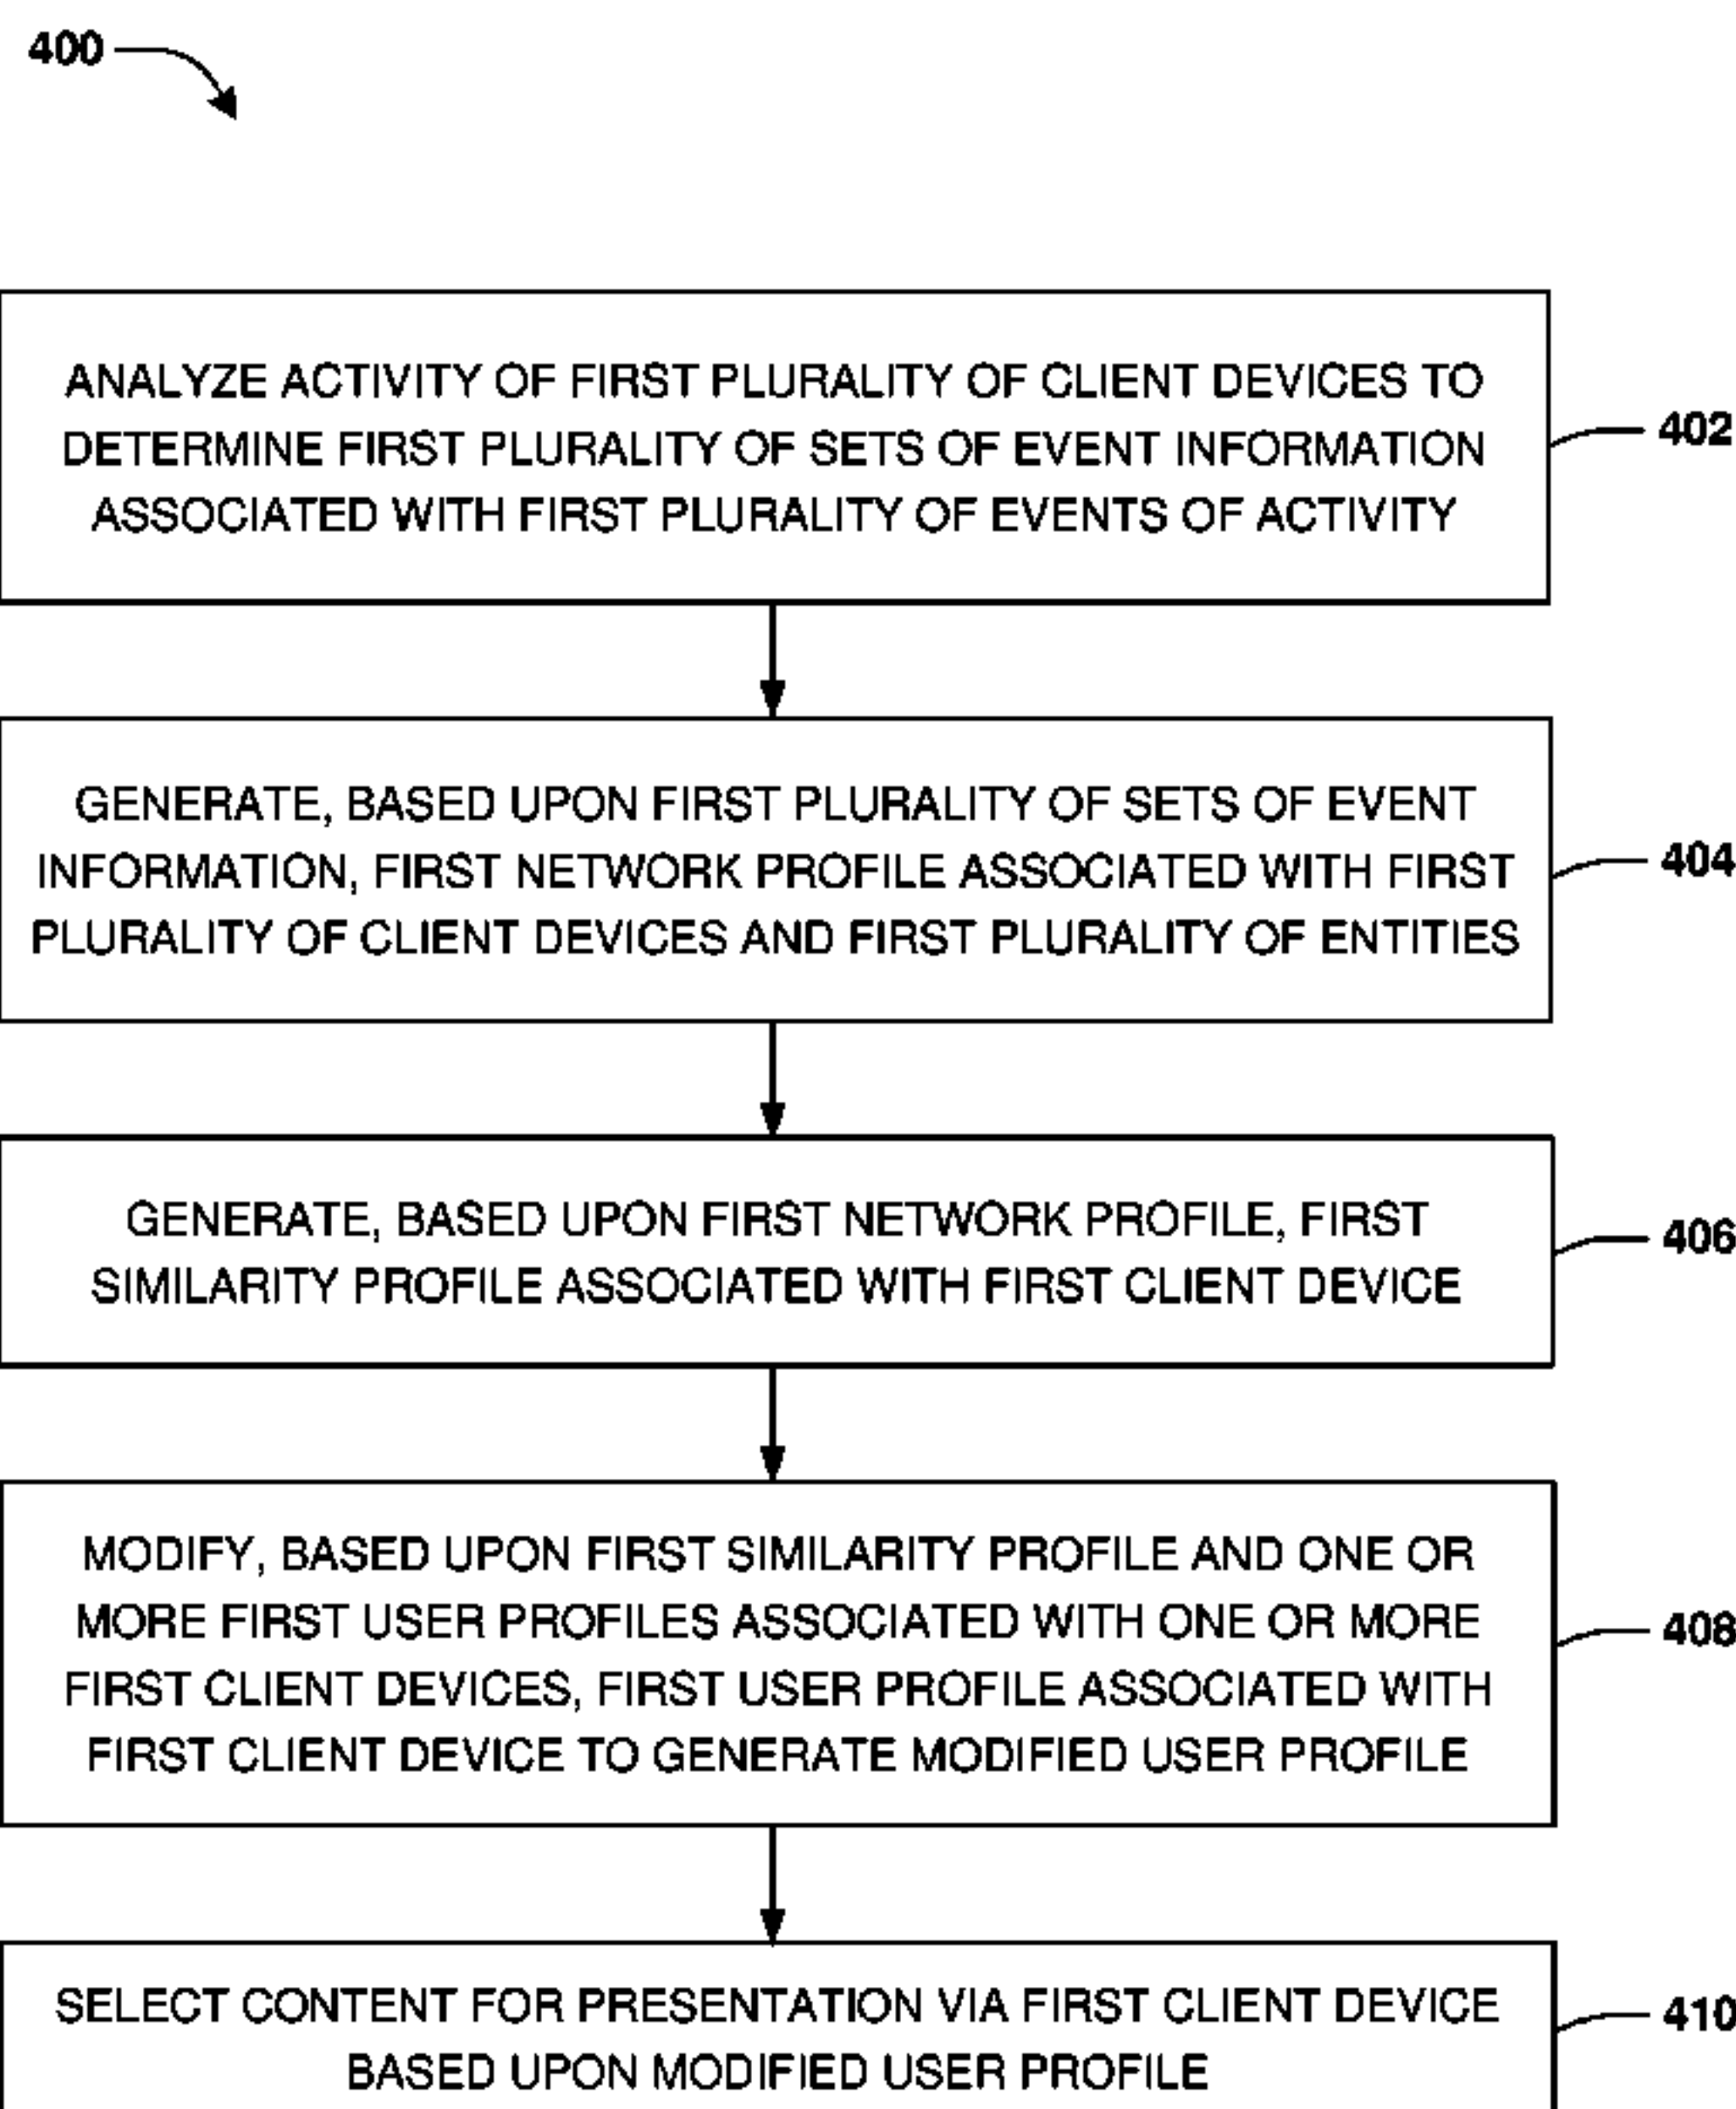 400
ANALYZE ACTIVITY OF FIRST PLURALITY OF CLIENT DEVICES TO
DETERMINE FIRST PLURALITY OF SETS OF EVENT INFORMATION
ASSOCIATED WITH FIRST PLURALITY OF EVENTS OF ACTIVITY
402
GENERATE, BASED UPON FIRST PLURALITY OF SETS OF EVENT
INFORMATION, FIRST NETWORK PROFILE ASSOCIATED WITH FIRST
PLURALITY OF CLIENT DEVICES AND FIRST PLURALITY OF ENTITIES
404
GENERATE, BASED UPON FIRST NETWORK PROFILE, FIRST
SIMILARITY PROFILE ASSOCIATED WITH FIRST CLIENT DEVICE
406
MODIFY, BASED UPON FIRST SIMILARITY PROFILE AND ONE OR
MORE FIRST USER PROFILES ASSOCIATED WITH ONE OR MORE
FIRST CLIENT DEVICES, FIRST USER PROFILE ASSOCIATED WITH
FIRST CLIENT DEVICE TO GENERATE MODIFIED USER PROFILE
408
SELECT CONTENT FOR PRESENTATION VIA FIRST CLIENT DEVICE
BASED UPON MODIFIED USER PROFILE
410